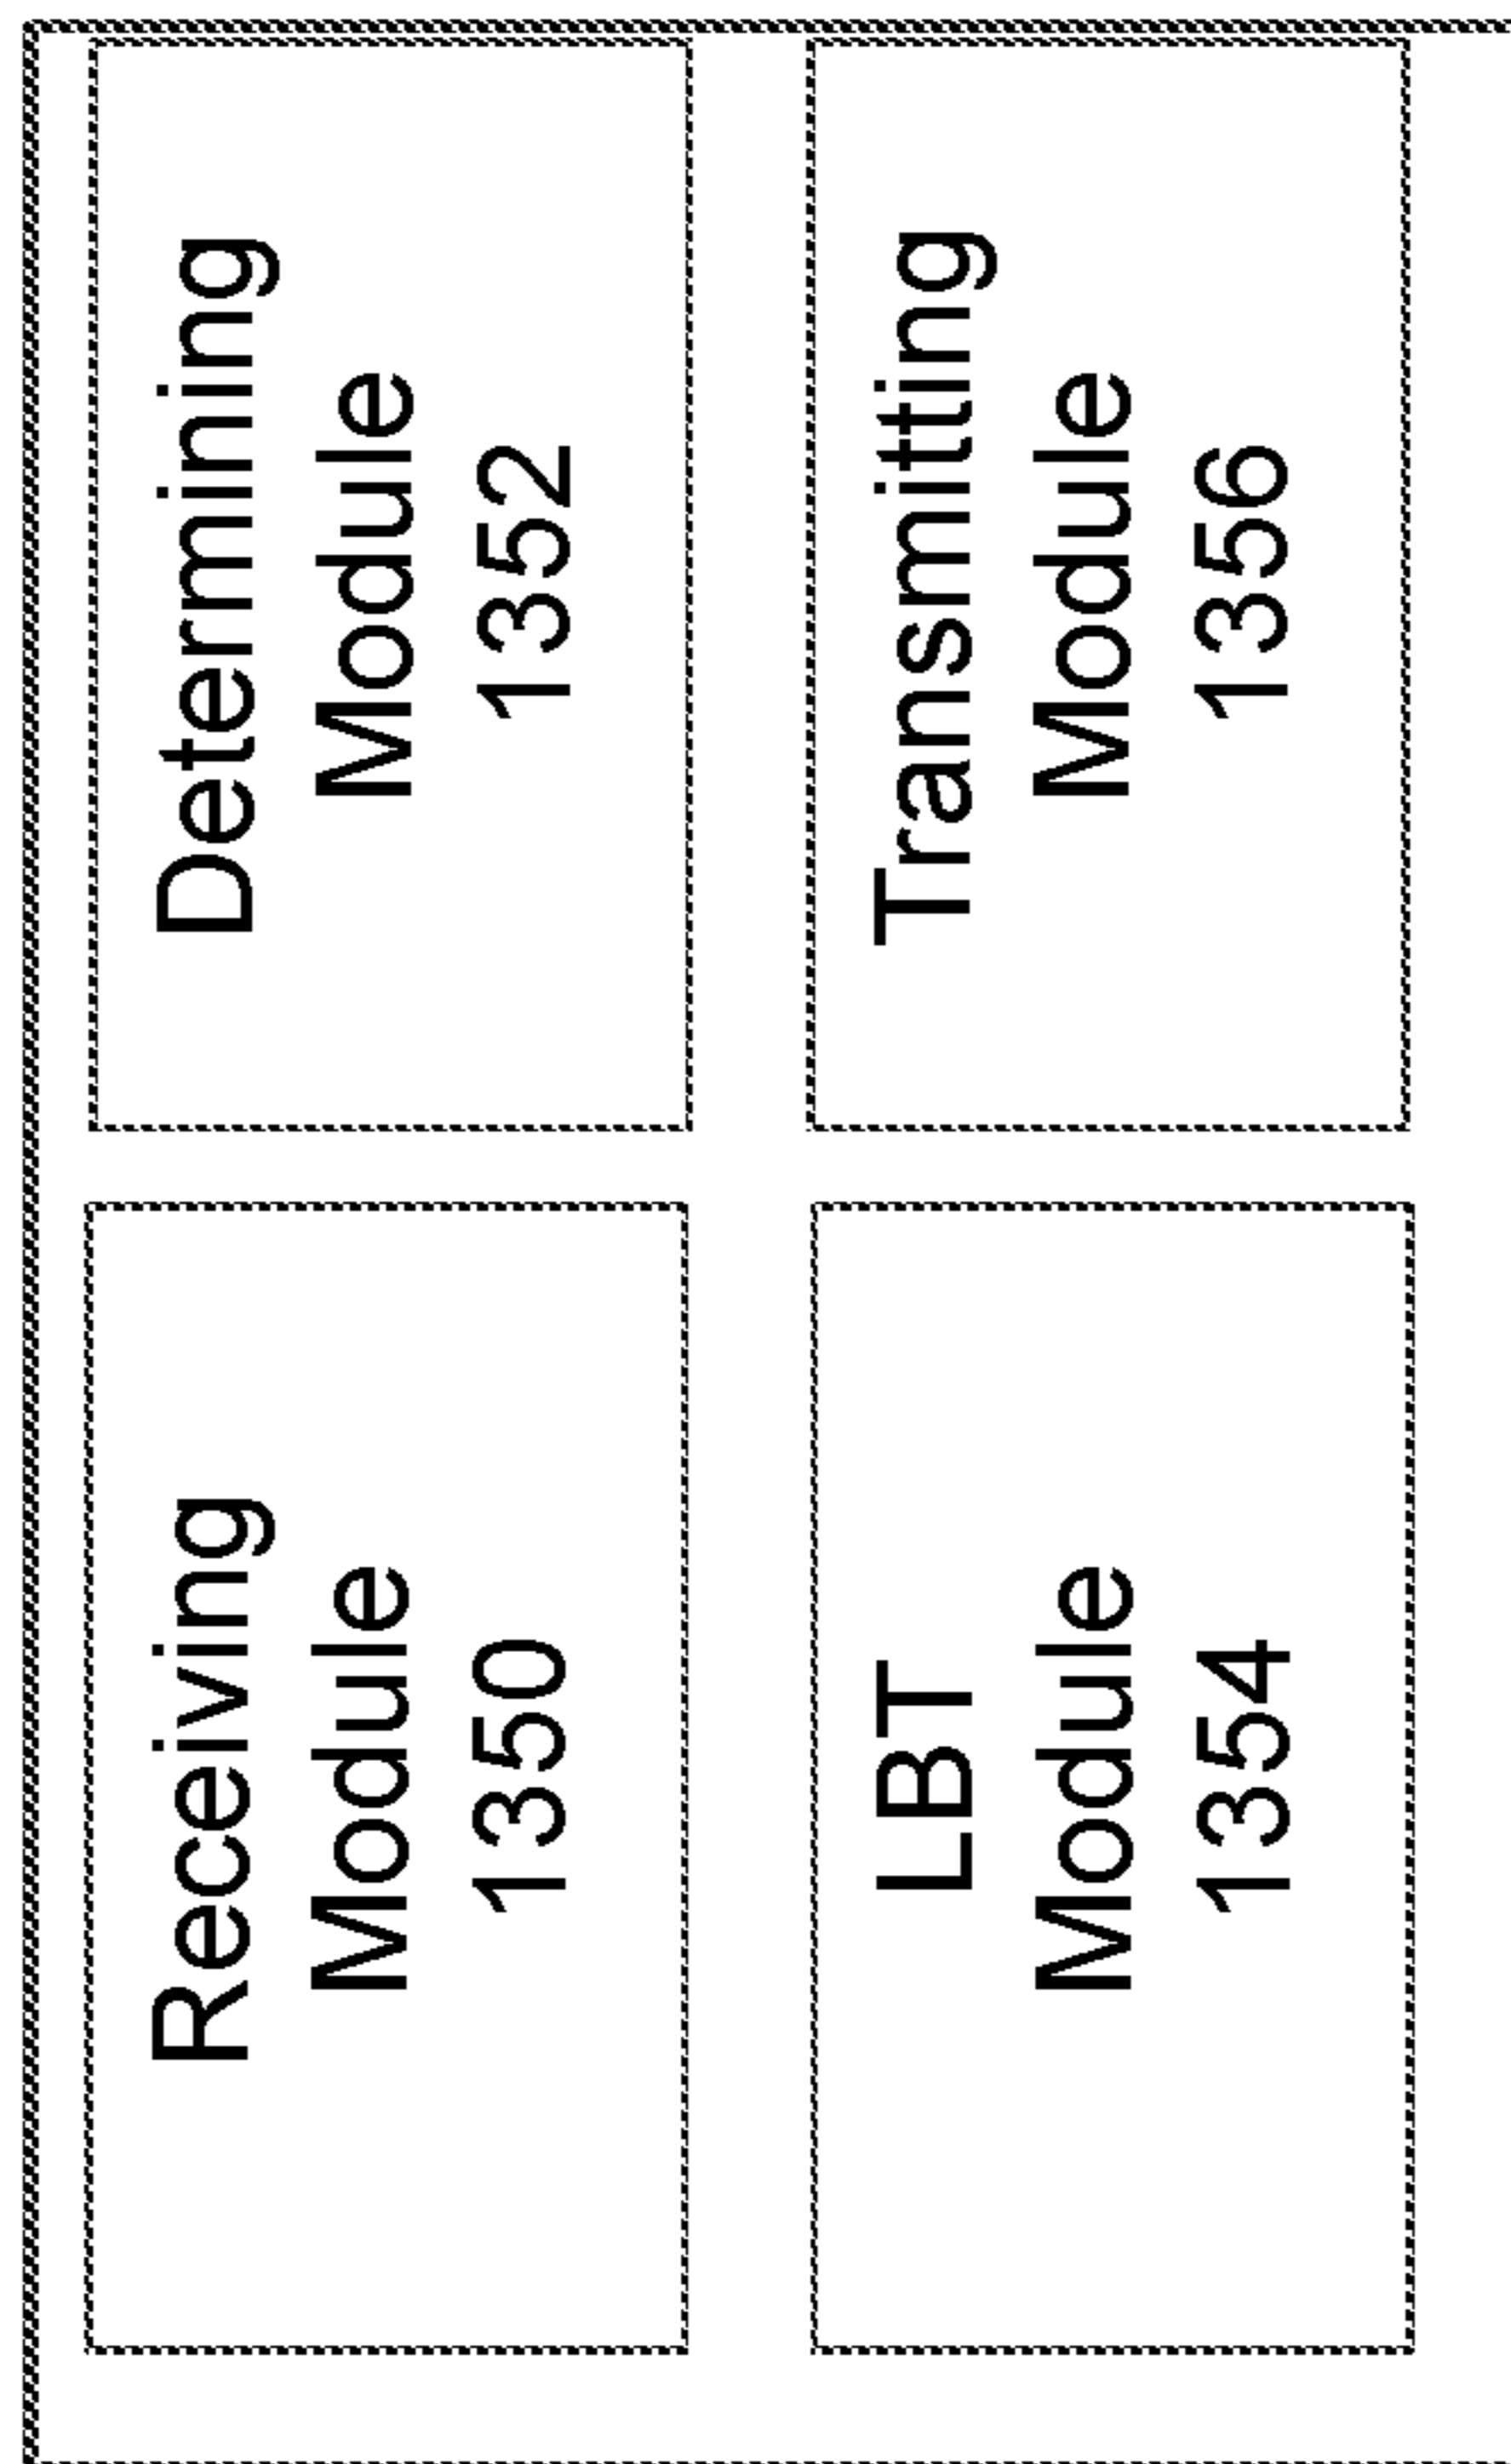 Receiving
Module
1350
Determining
Module
1352
LBT
Module
1354
Transmitting
Module
1356